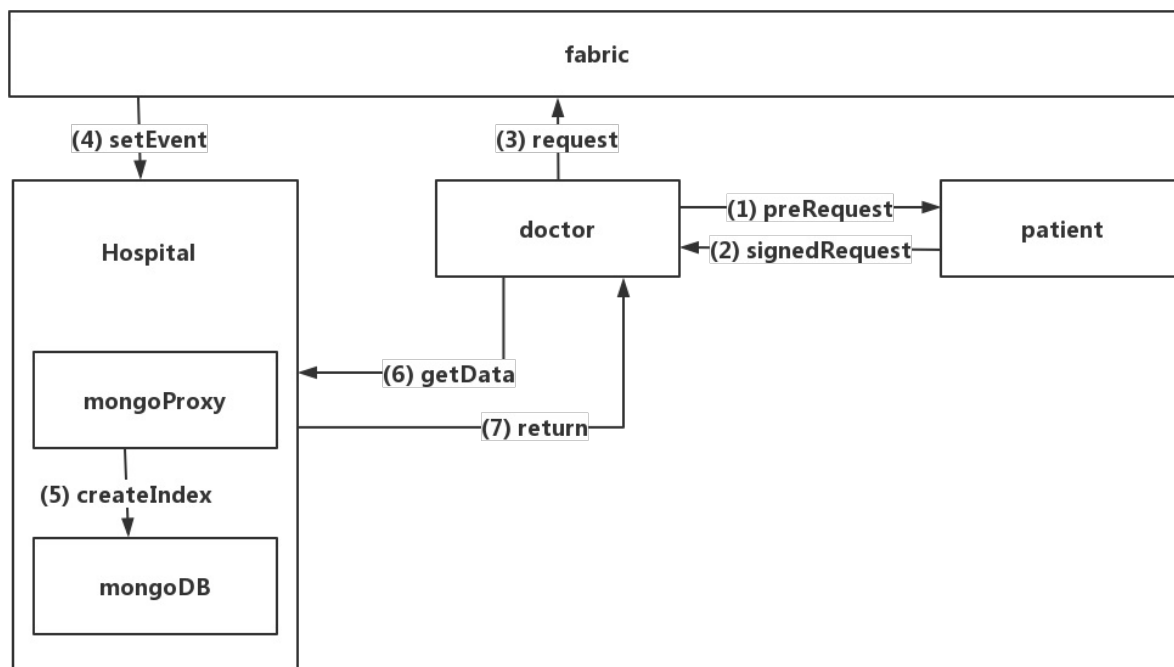 fabric
(4) setEvent
(3) request
Hospital
doctor
(1) preRequest
(2) signedRequest
patient
mongoProxy
(6) getData
(7) return
(5) createIndex
mongoDB